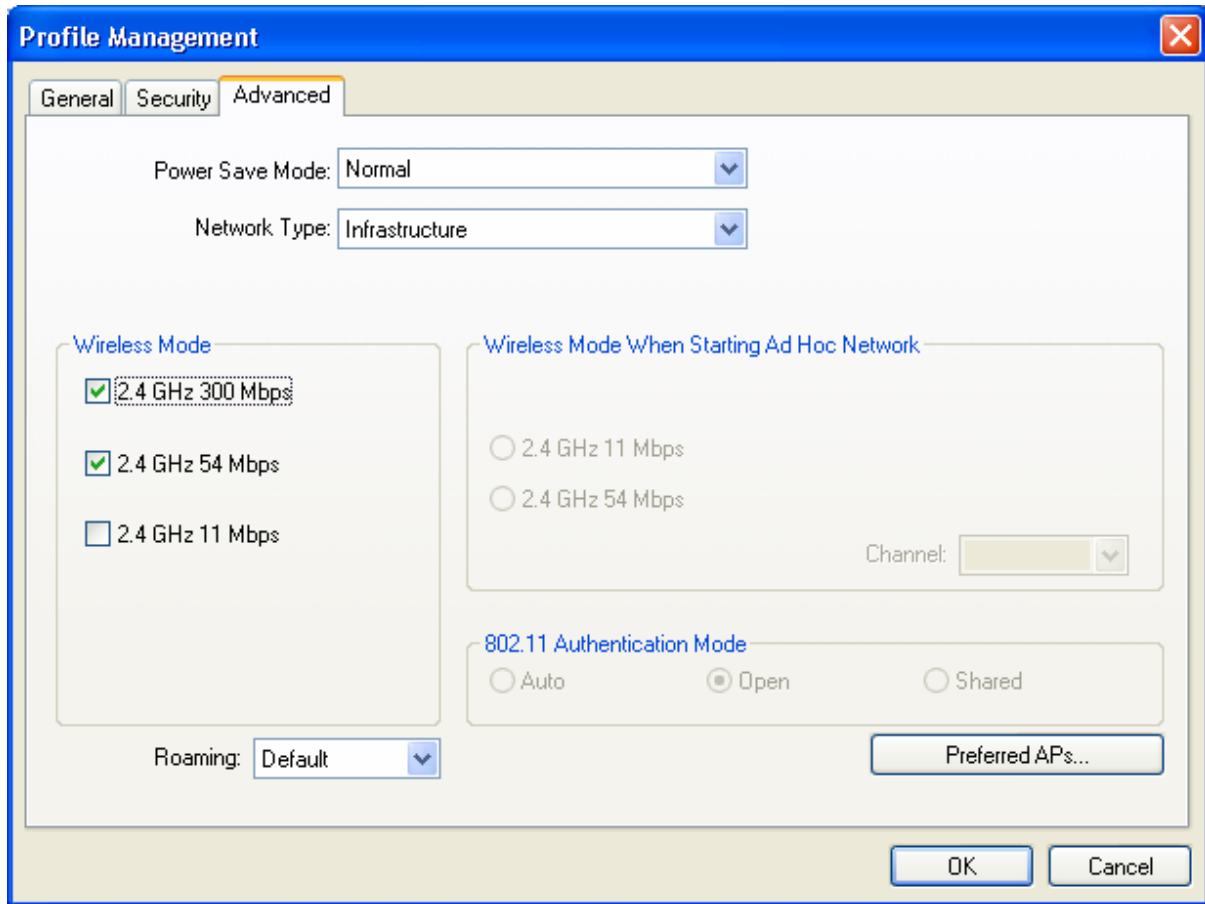 Profile Management
General Security Advanced
Power Save Mode: Normal
Network Type: Infrastructure
Wireless Mode
2.4 GHz 300 Mbps
2.4 GHz 54 Mbps
2.4 GHz 11 Mbps
Wireless Mode When Starting Ad Hoc Network
2.4 GHz 11 Mbps
2.4 GHz 54 Mbps
Channel:
802.11 Authentication Mode
Auto Open Shared
Roaming: Default
Preferred APs...
OK Cancel